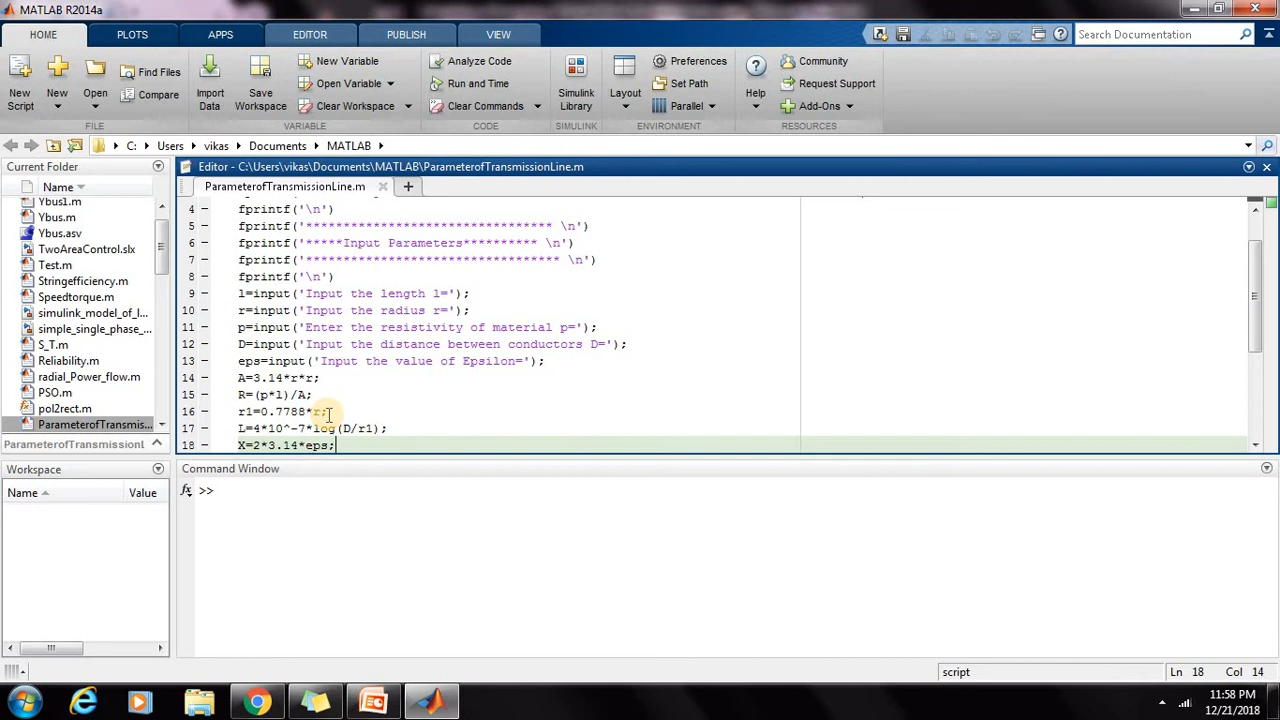 MATLAB R2014a
HOME PLOTS APPS EDITOR PUBLISH VIEW Search Documentation
New Script New Open Find Files Compare Import Data Save Workspace New Variable Open Variable Clear Workspace Analyze Code Run and Time Clear Commands Simulink Library Layout Preferences Set Path Parallel Help Community Request Support Add-Ons
FILE VARIABLE CODE SIMULINK ENVIRONMENT RESOURCES
C: Users vikas Documents MATLAB
Current Folder
Name
Ybus1.m
Ybus.m
Ybus.asv
TwoAreaControl.slx
Test.m
Stringefficiency.m
Speedtorque.m
simulink_model_of_l...
simple_single_phase_...
S_T.m
Reliability.m
radial_Power_flow.m
PSO.m
pol2rect.m
ParameterofTransmis...
ParameterofTransmissionLi...
Workspace
Name Value
Editor - C:\Users\vikas\Documents\MATLAB\ParameterofTransmissionLine.m
ParameterofTransmissionLine.m
4 fprintf('\n')
5 fprintf('******************************** \n')
6 fprintf('*****Input Parameters********** \n')
7 fprintf('********************************* \n')
8 fprintf('\n')
9 l=input('Input the length l=');
10 r=input('Input the radius r=');
11 p=input('Enter the resistivity of material p=');
12 D=input('Input the distance between conductors D=');
13 eps=input('Input the value of Epsilon=');
14 A=3.14*r*r;
15 R=(p*l)/A;
16 r1=0.7788*r;
17 L=4*10^-7*log(D/r1);
18 X=2*3.14*eps;
Command Window
fx >>
script Ln 18 Col 14
11:58 PM
12/21/2018